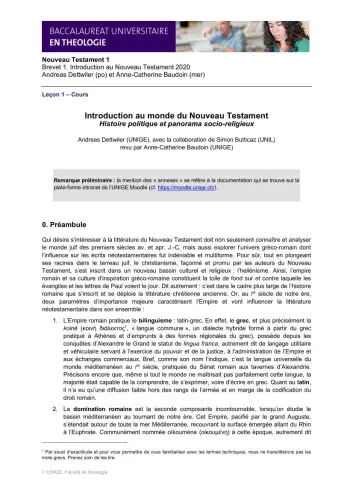 BACCALAUREAT UNIVERSITAIRE
EN THEOLOGIE
Nouveau Testament 1
Brevet 1. Introduction au Nouveau Testament 2020
Andreas Dettwiler (po) et Anne-Catherine Baudoin (mer)
Leçon 1 – Cours
Introduction au monde du Nouveau Testament
Histoire politique et panorama socio-religieux
Andreas Dettwiler (UNIGE), avec la collaboration de Simon Butticaz (UNIL)
revu par Anne-Catherine Baudoin (UNIGE)
Remarque préliminaire : la mention des « annexes » se réfère à la documentation qui se trouve sur la
plate-forme intranet de l'UNIGE Moodle (cf. https://moodle.unige.ch/).
0. Préambule
Qui désire s'intéresser à la littérature du Nouveau Testament doit non seulement connaître et analyser
le monde juif des premiers siècles av. et apr. J.-C, mais aussi explorer l'univers gréco-romain dont
l'influence sur les écrits néotestamentaires fut indéniable et multiforme. Pour sûr, tout en plongeant
ses racines dans le terreau juif, le christianisme, façonné et promu par les auteurs du Nouveau
Testament, s'est inscrit dans un nouveau bassin culturel et religieux : l'hellénisme. Ainsi, l'empire
romain et sa culture d'inspiration gréco-romaine constituent la toile de fond sur et contre laquelle les
évangiles et les lettres de Paul voient le jour. Dit autrement : c'est dans le cadre plus large de l'histoire
romaine que s'inscrit et se déploie la littérature chrétienne ancienne. Or, au Ier siècle de notre ère,
deux paramètres d'importance majeure caractérisent l'Empire et vont influencer la littérature
néotestamentaire dans son ensemble :
1. L'Empire romain pratique le bilinguisme : latin-grec. En effet, le grec, et plus précisément la
koinè (κοινὴ διάλεκτος¹, « langue commune », un dialecte hybride formé à partir du grec
pratiqué à Athènes et d'emprunts à des formes régionales du grec), possède depuis les
conquêtes d'Alexandre le Grand le statut de lingua franca, autrement dit de langage utilitaire
et véhiculaire servant à l'exercice du pouvoir et de la justice, à l'administration de l'Empire et
aux échanges commerciaux. Bref, comme son nom l'indique, c'est la langue universelle du
monde méditerranéen au Ier siècle, pratiquée du Sénat romain aux tavernes d'Alexandrie.
Précisons encore que, même si tout le monde ne maîtrisait pas parfaitement cette langue, la
majorité était capable de la comprendre, de s'exprimer, voire d'écrire en grec. Quant au latin,
il n'a eu qu'une diffusion faible hors des rangs de l'armée et en marge de la codification du
droit romain.
2. La domination romaine est la seconde composante incontournable, lorsqu'on étudie le
bassin méditerranéen au tournant de notre ère. Cet Empire, pacifié par le grand Auguste,
s'étendait autour de toute la mer Méditerranée, recouvrant la surface émergée allant du Rhin
à l'Euphrate. Communément nommée oikoumène (οἰκουμένη) à cette époque, autrement dit
¹ Par souci d'exactitude et pour vous permettre de vous familiariser avec les termes techniques, nous ne translittérons pas les
mots grecs. Prenez soin de les lire.
© UNIGE, Faculté de théologie